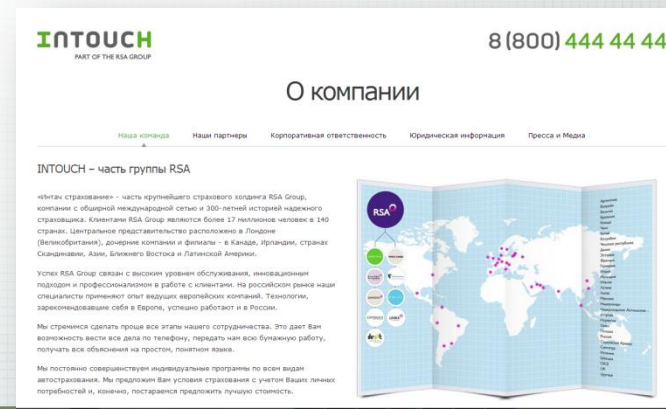 INTOUCH
PART OF THE RSA GROUP
8 (800) 444 44 44
О компании
Наша команда Наши партнеры Корпоративная ответственность Юридическая информация Пресса и Медиа
INTOUCH – часть группы RSA
«Интач страхование» - часть крупнейшего страхового холдинга RSA Group,
компании с обширной международной сетью и 300-летней историей надежного
страховщика. Клиентами RSA Group являются более 17 миллионов человек в 140
странах. Центральное представительство расположено в Лондоне
(Великобритания), дочерние компании и филиалы - в Канаде, Ирландии, странах
Скандинавии, Азии, Ближнего Востока и Латинской Америки.
Успех RSA Group связан с высоким уровнем обслуживания, инновационным
подходом и профессионализмом в работе с клиентами. На российском рынке наши
специалисты применяют опыт ведущих европейских компаний. Технологии,
зарекомендовавшие себя в Европе, успешно работают и в России.
Мы стремимся сделать проще все этапы нашего сотрудничества. Это дает Вам
возможность вести все дела по телефону, передать нам всю бумажную работу,
получать все объяснения на простом, понятном языке.
Мы постоянно совершенствуем индивидуальные программы по всем видам
автострахования. Мы предложим Вам условия страхования с учетом Ваших личных
потребностей и, конечно, постараемся предложить лучшую стоимость.
RSA